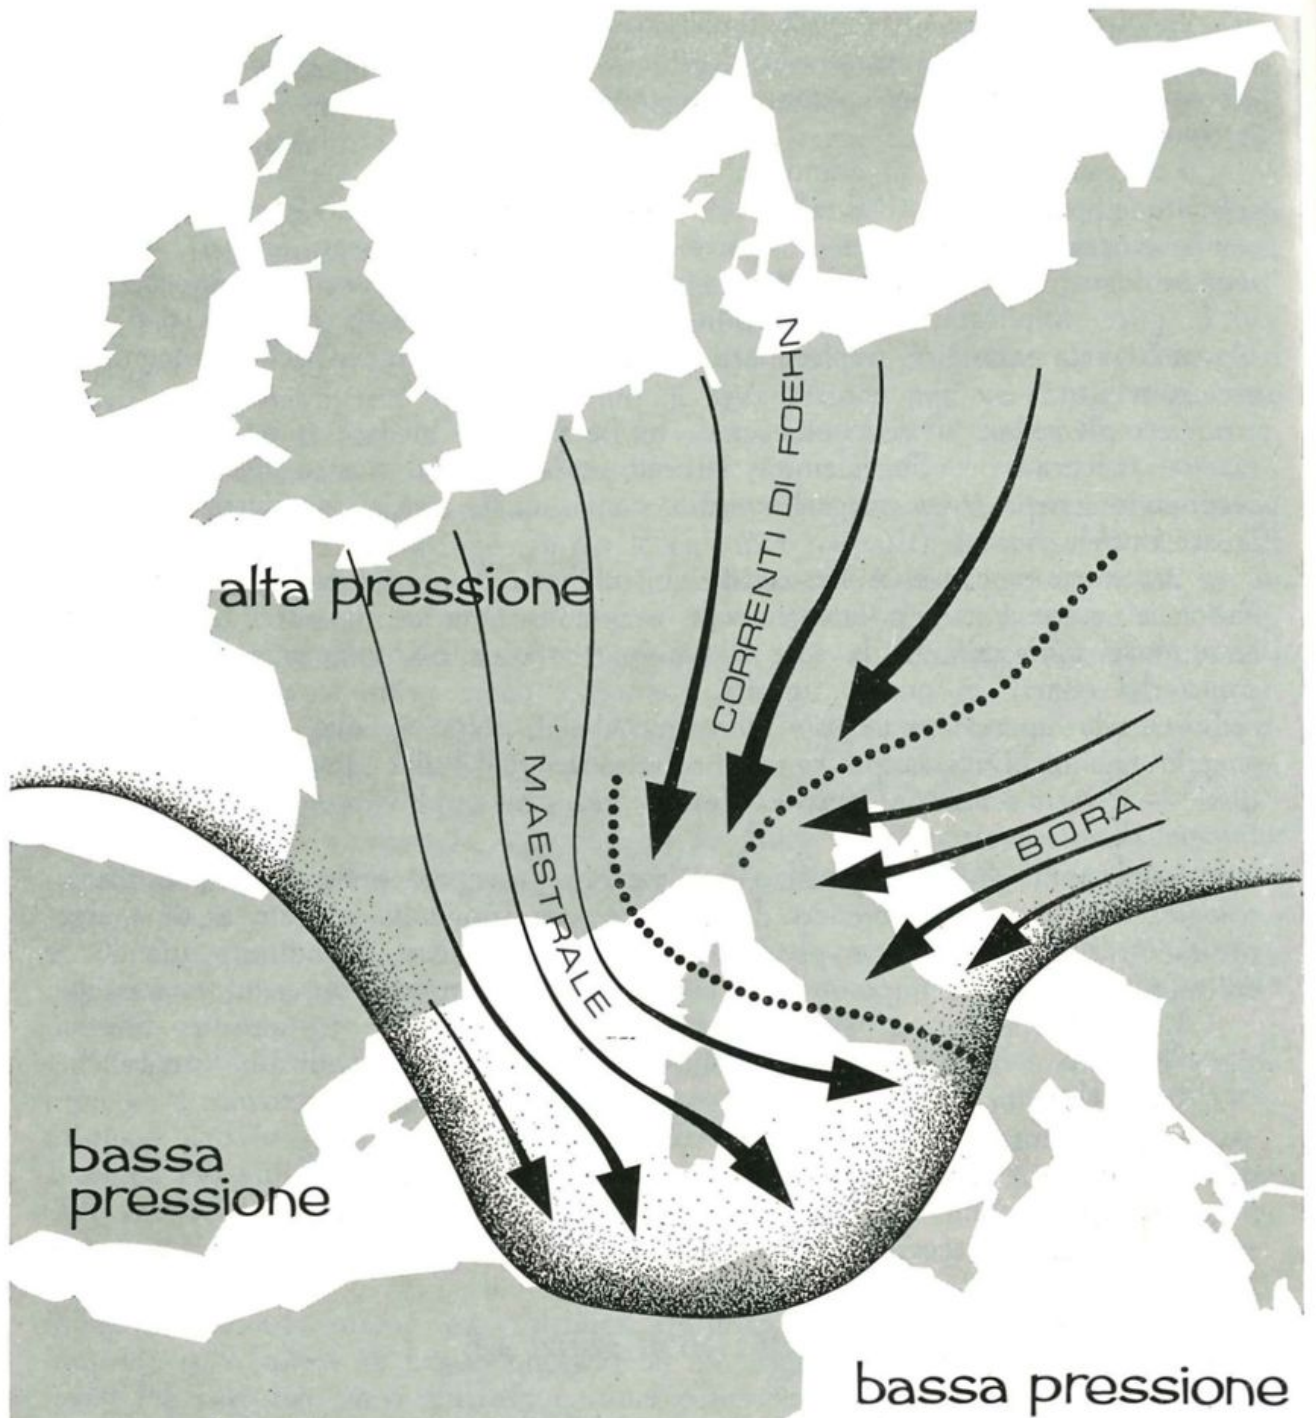 CORRENTI DI FOEHN
alta pressione
MAESTRALE
BORA
bassa
pressione
bassa pressione